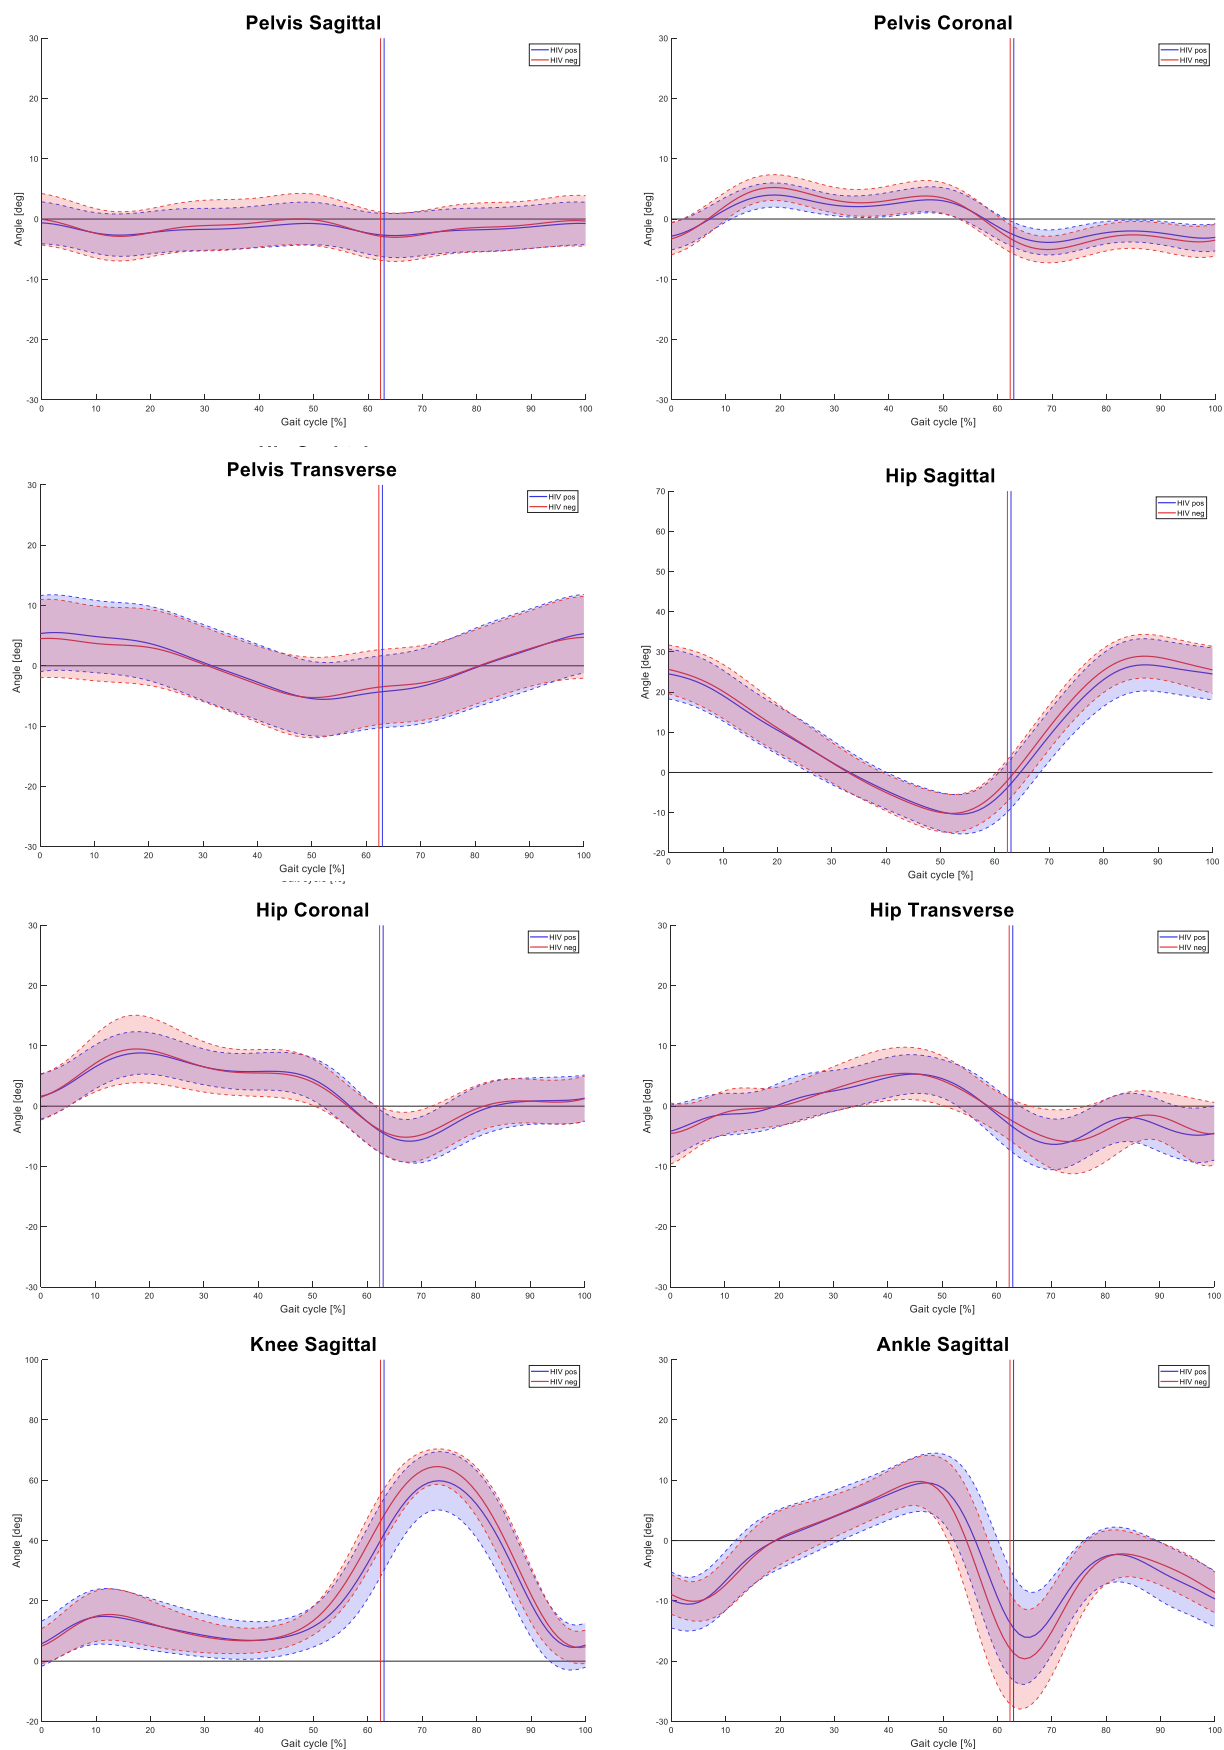 Pelvis Sagittal
30
20
10
0
-10
-20
-30
Angle [deg]
HIV pos
HIV neg
0 10 20 30 40 50 60 70 80 90 100
Gait cycle [%]
Pelvis Coronal
30
20
10
0
-10
-20
-30
Angle [deg]
HIV pos
HIV neg
0 10 20 30 40 50 60 70 80 90 100
Gait cycle [%]
Pelvis Transverse
30
20
10
0
-10
-20
-30
Angle [deg]
HIV pos
HIV neg
0 10 20 30 40 50 60 70 80 90 100
Gait cycle [%]
Hip Sagittal
70
60
50
40
30
20
10
0
-10
-20
Angle [deg]
HIV pos
HIV neg
0 10 20 30 40 50 60 70 80 90 100
Gait cycle [%]
Hip Coronal
30
20
10
0
-10
-20
-30
Angle [deg]
HIV pos
HIV neg
0 10 20 30 40 50 60 70 80 90 100
Gait cycle [%]
Hip Transverse
30
20
10
0
-10
-20
-30
Angle [deg]
HIV pos
HIV neg
0 10 20 30 40 50 60 70 80 90 100
Gait cycle [%]
Knee Sagittal
100
80
60
40
20
0
-20
Angle [deg]
HIV pos
HIV neg
0 10 20 30 40 50 60 70 80 90 100
Gait cycle [%]
Ankle Sagittal
30
20
10
0
-10
-20
-30
Angle [deg]
HIV pos
HIV neg
0 10 20 30 40 50 60 70 80 90 100
Gait cycle [%]